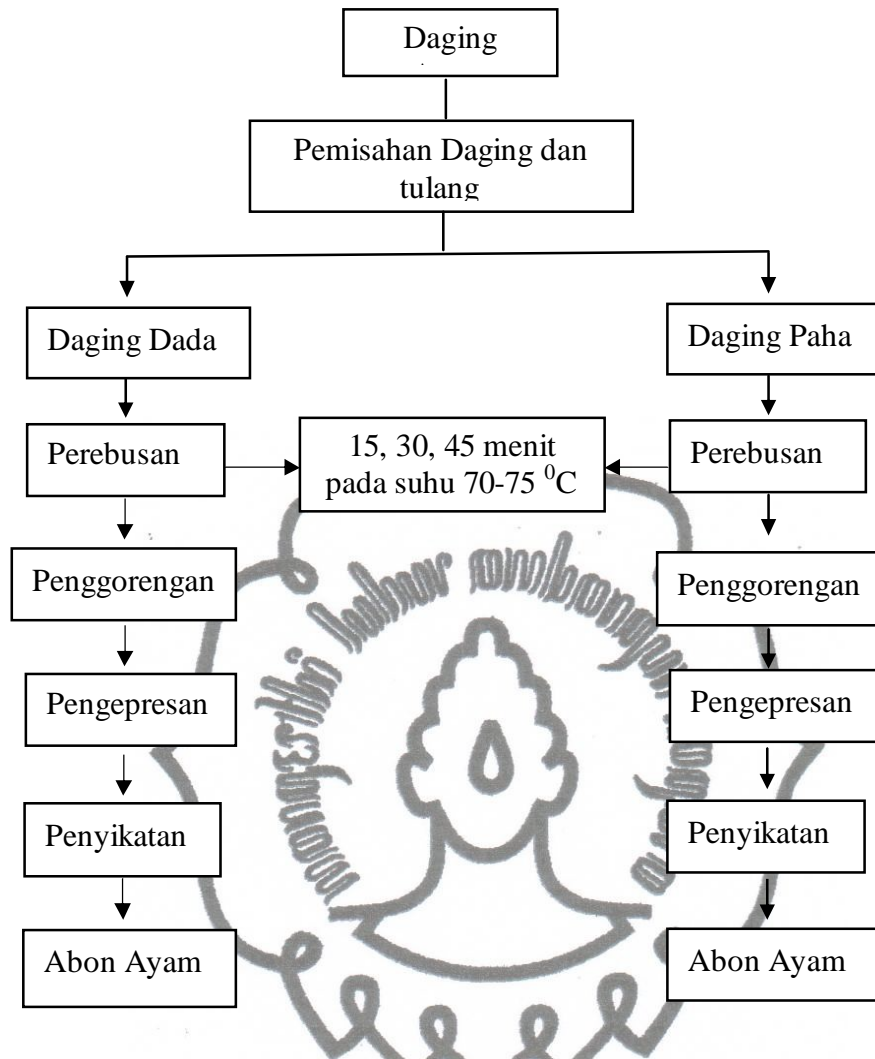 Daging
Pemisahan Daging dan
tulang
Daging Dada
Daging Paha
Perebusan
15, 30, 45 menit
pada suhu 70-75 ⁰C
Perebusan
Penggorengan
Penggorengan
Pengepresan
Pengepresan
Penyikatan
Penyikatan
Abon Ayam
Abon Ayam